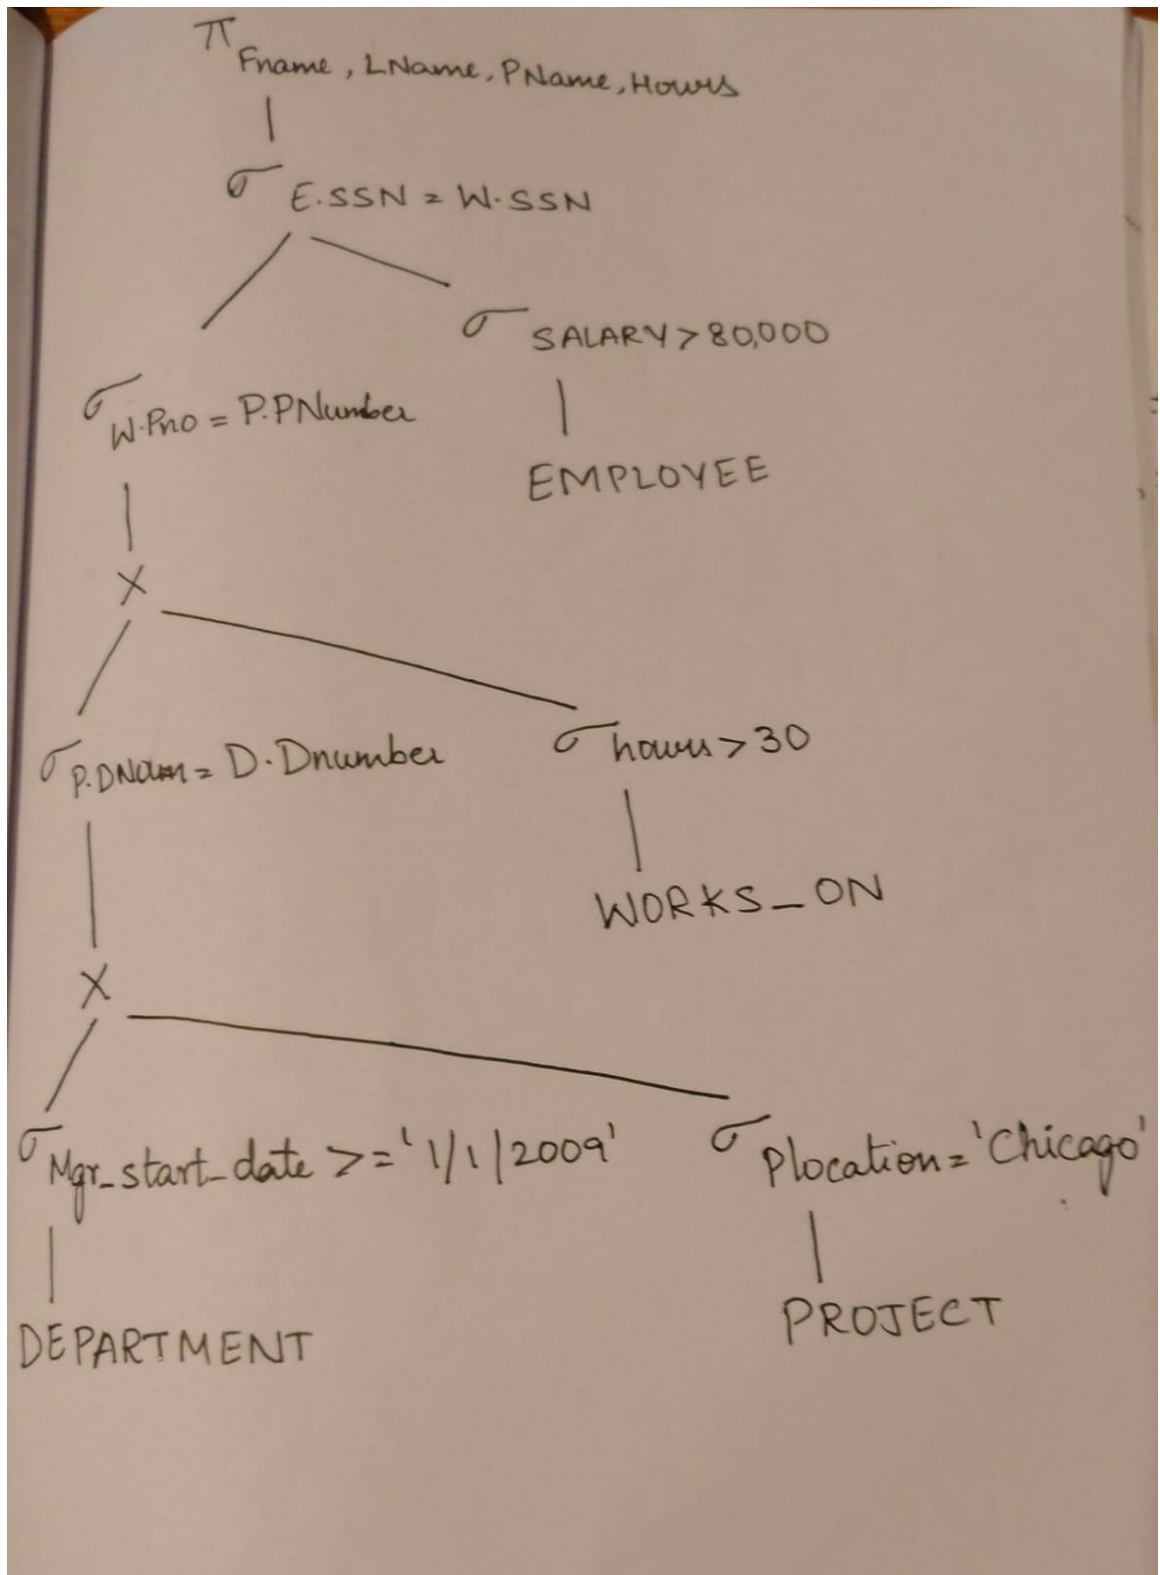 π Fname, LName, PName, Hours
σ E.SSN = W.SSN
σ SALARY > 80,000
σ W.Pno = P.PNumber
EMPLOYEE
X
σ P.DNum = D.Dnumber
σ hours > 30
WORKS_ON
X
σ Mgr_start_date >= '1/1/2009'
σ Plocation = 'Chicago'
PROJECT
DEPARTMENT